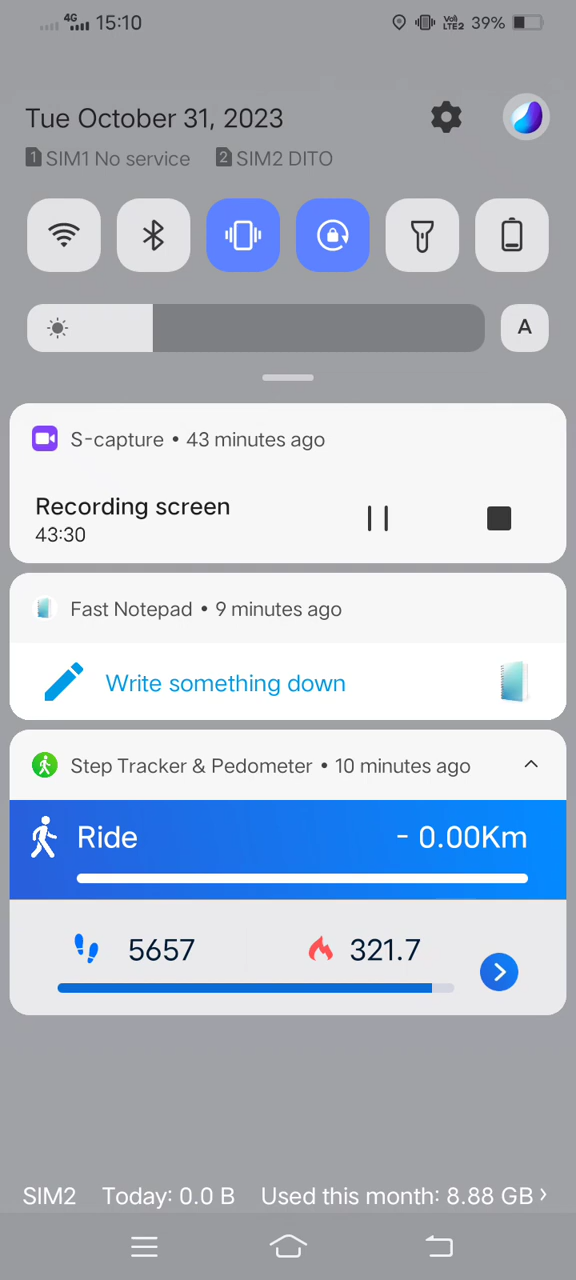 4G 15:10 VoII LTE2 39%
Tue October 31, 2023
1 SIM1 No service 2 SIM2 DITO
A
S-capture • 43 minutes ago
Recording screen
43:30
Fast Notepad • 9 minutes ago
Write something down
Step Tracker & Pedometer • 10 minutes ago
Ride - 0.00Km
5657 321.7
SIM2 Today: 0.0 B Used this month: 8.88 GB